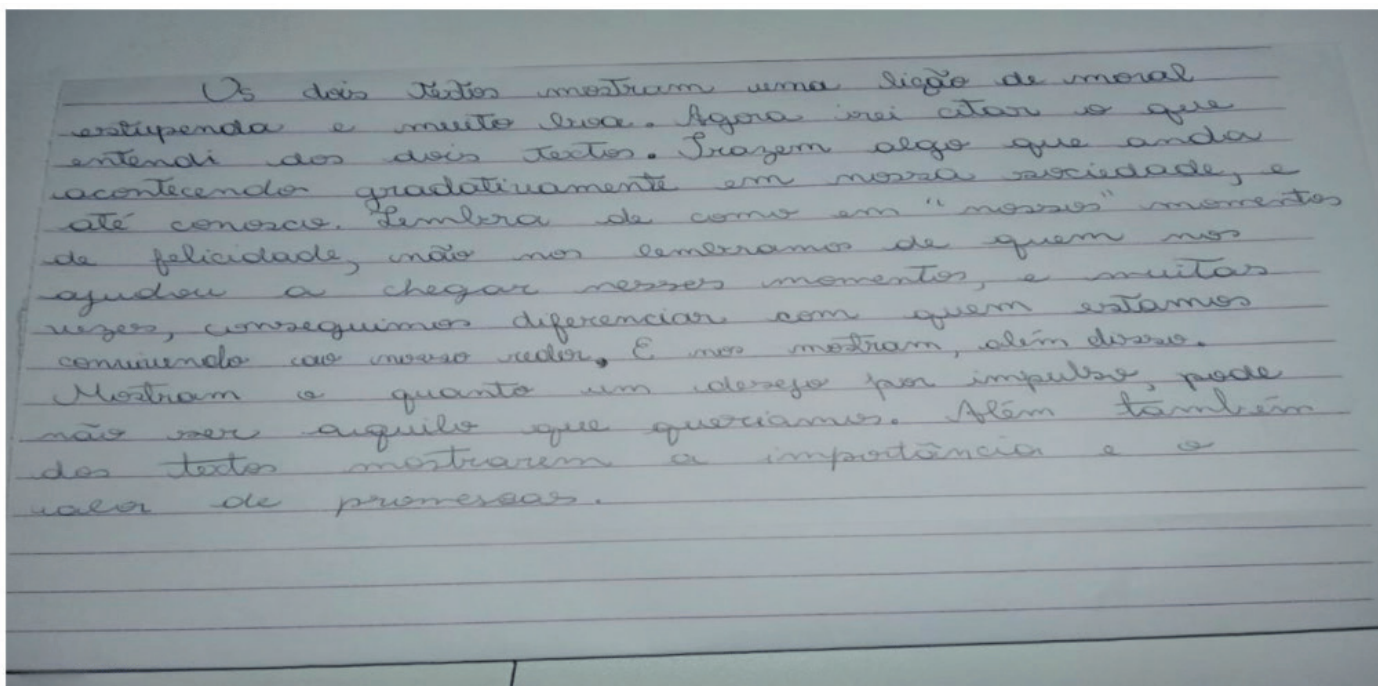 Os dois textos mostram uma lição de moral
estupenda e muito boa. Agora irei citar o que
entendi dos dois textos. Trazem algo que anda
acontecendo gradativamente em nossa sociedade, e
até conosco. Lembra de como em "nossos" momentos
de felicidade, não nos lembramos de quem nos
ajudou a chegar nesses momentos, e muitas
vezes, conseguimos diferenciar com quem estamos
convivendo ao nosso redor. E nos mostram, além disso.
Mostram o quanto um desejo por impulso, pode
não ser aquilo que queriamos. Além também
dos textos mostrarem a importância e o
valor de promessas.